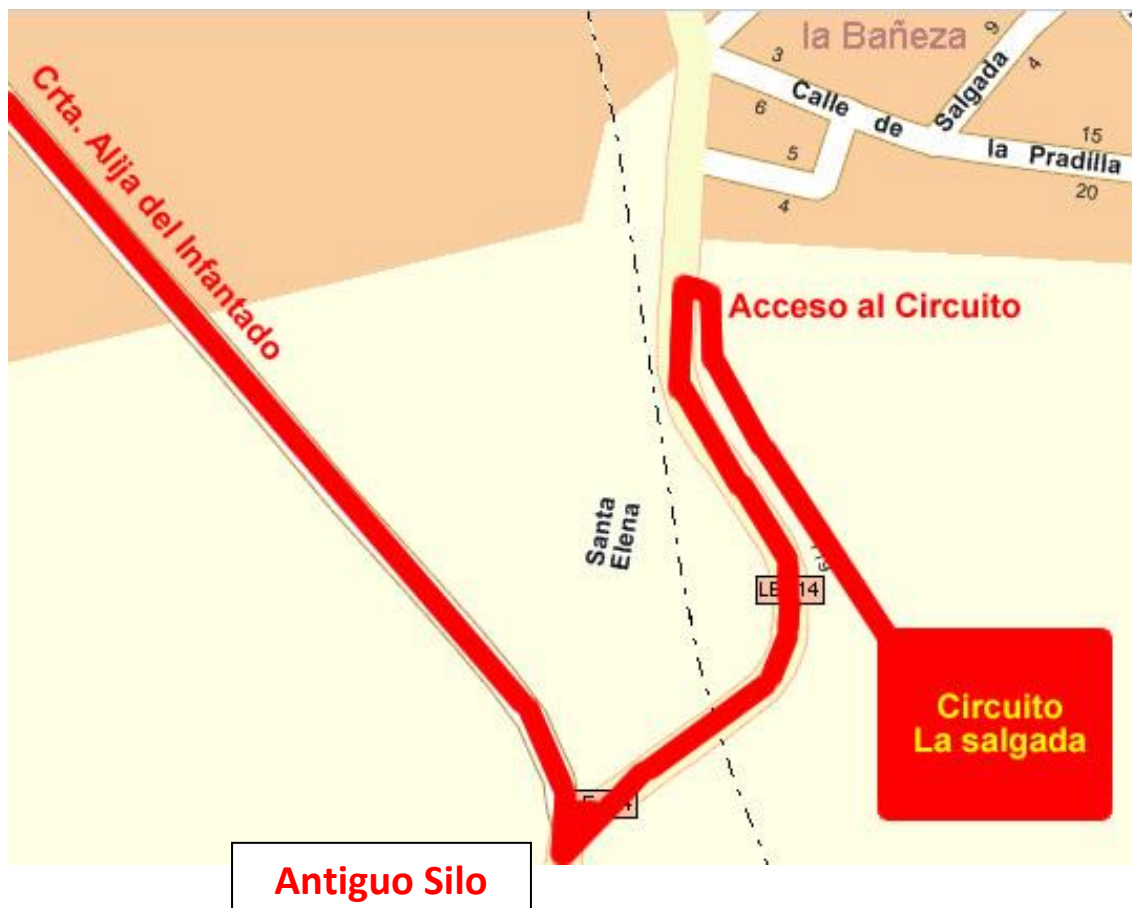 la Bañeza
Crta. Alija del Infantado
3
9
4
6
Calle de
Salgada
la Pradilla
15
20
5
4
Acceso al Circuito
Santa
Elena
Circuito
La salgada
Antiguo Silo